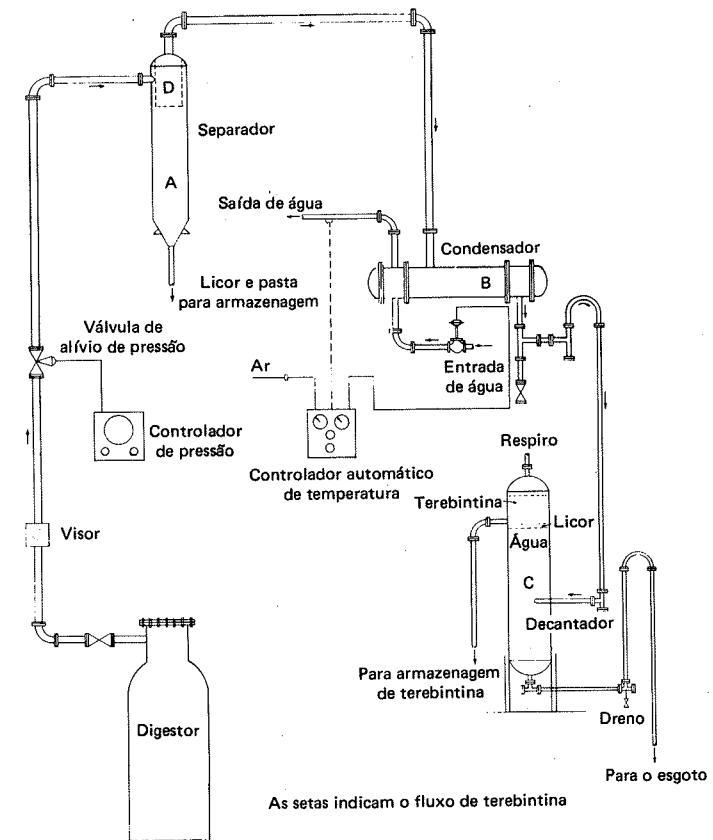 D
Separador
A
Saída de água
Condensador
B
Licor e pasta
para armazenagem
Válvula de
alívio de pressão
Ar
Entrada
de água
Controlador
de pressão
Respiro
Controlador automático
de temperatura
Terebintina
Licor
Visor
Água
C
Decantador
Para armazenagem
de terebintina
Digestor
Dreno
Para o esgoto
As setas indicam o fluxo de terebintina